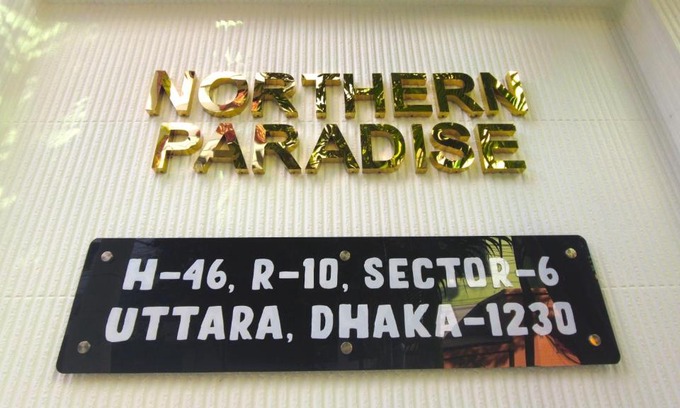 NORTHERN
PARADISE
H-46, R-10, SECTOR-6
UTTARA, DHAKA-1230